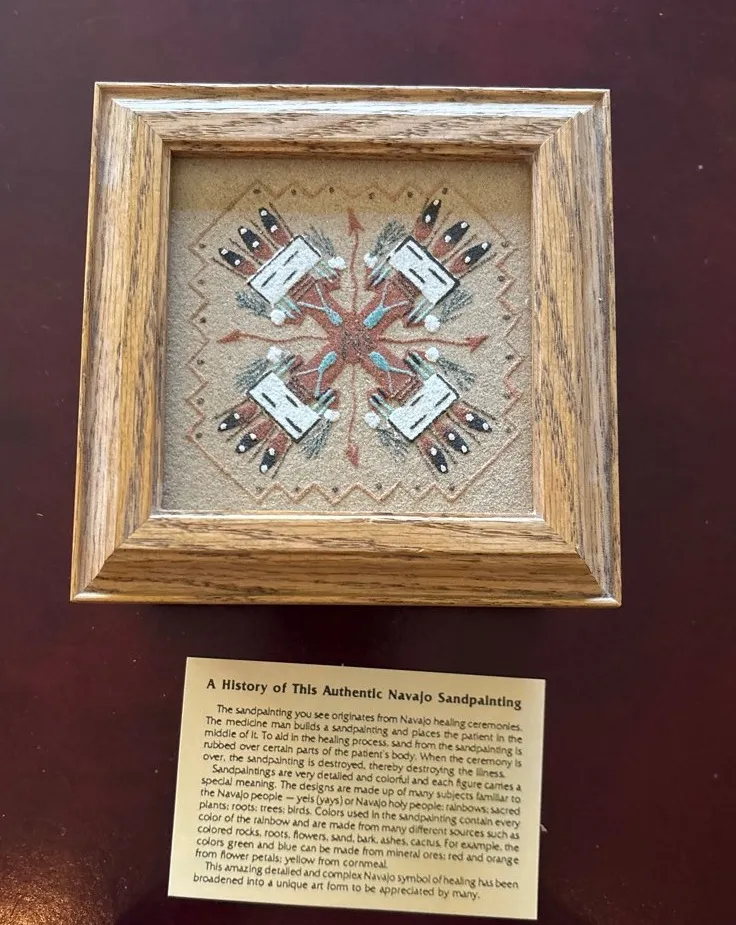 A History of This Authentic Navajo Sandpainting
The sandpainting you see originates from Navajo healing ceremonies.
The medicine man builds a sandpainting and places the patient in the
middle of it. To aid in the healing process, sand from the sandpainting is
rubbed over certain parts of the patient's body. When the ceremony is
over, the sandpainting is destroyed, thereby destroying the illness.
Sandpaintings are very detailed and colorful and each figure carries a
special meaning. The designs are made up of many subjects familiar to
the Navajo people — yeis (yays) or Navajo holy people; rainbows; sacred
plants; roots; trees; birds. Colors used in the sandpainting contain every
color of the rainbow and are made from many different sources such as
colored rocks, roots, flowers, sand, bark, ashes, cactus. For example, the
colors green and blue can be made from mineral ores; red and orange
from flower petals; yellow from cornmeal.
This amazing detailed and complex Navajo symbol of healing has been
broadened into a unique art form to be appreciated by many.